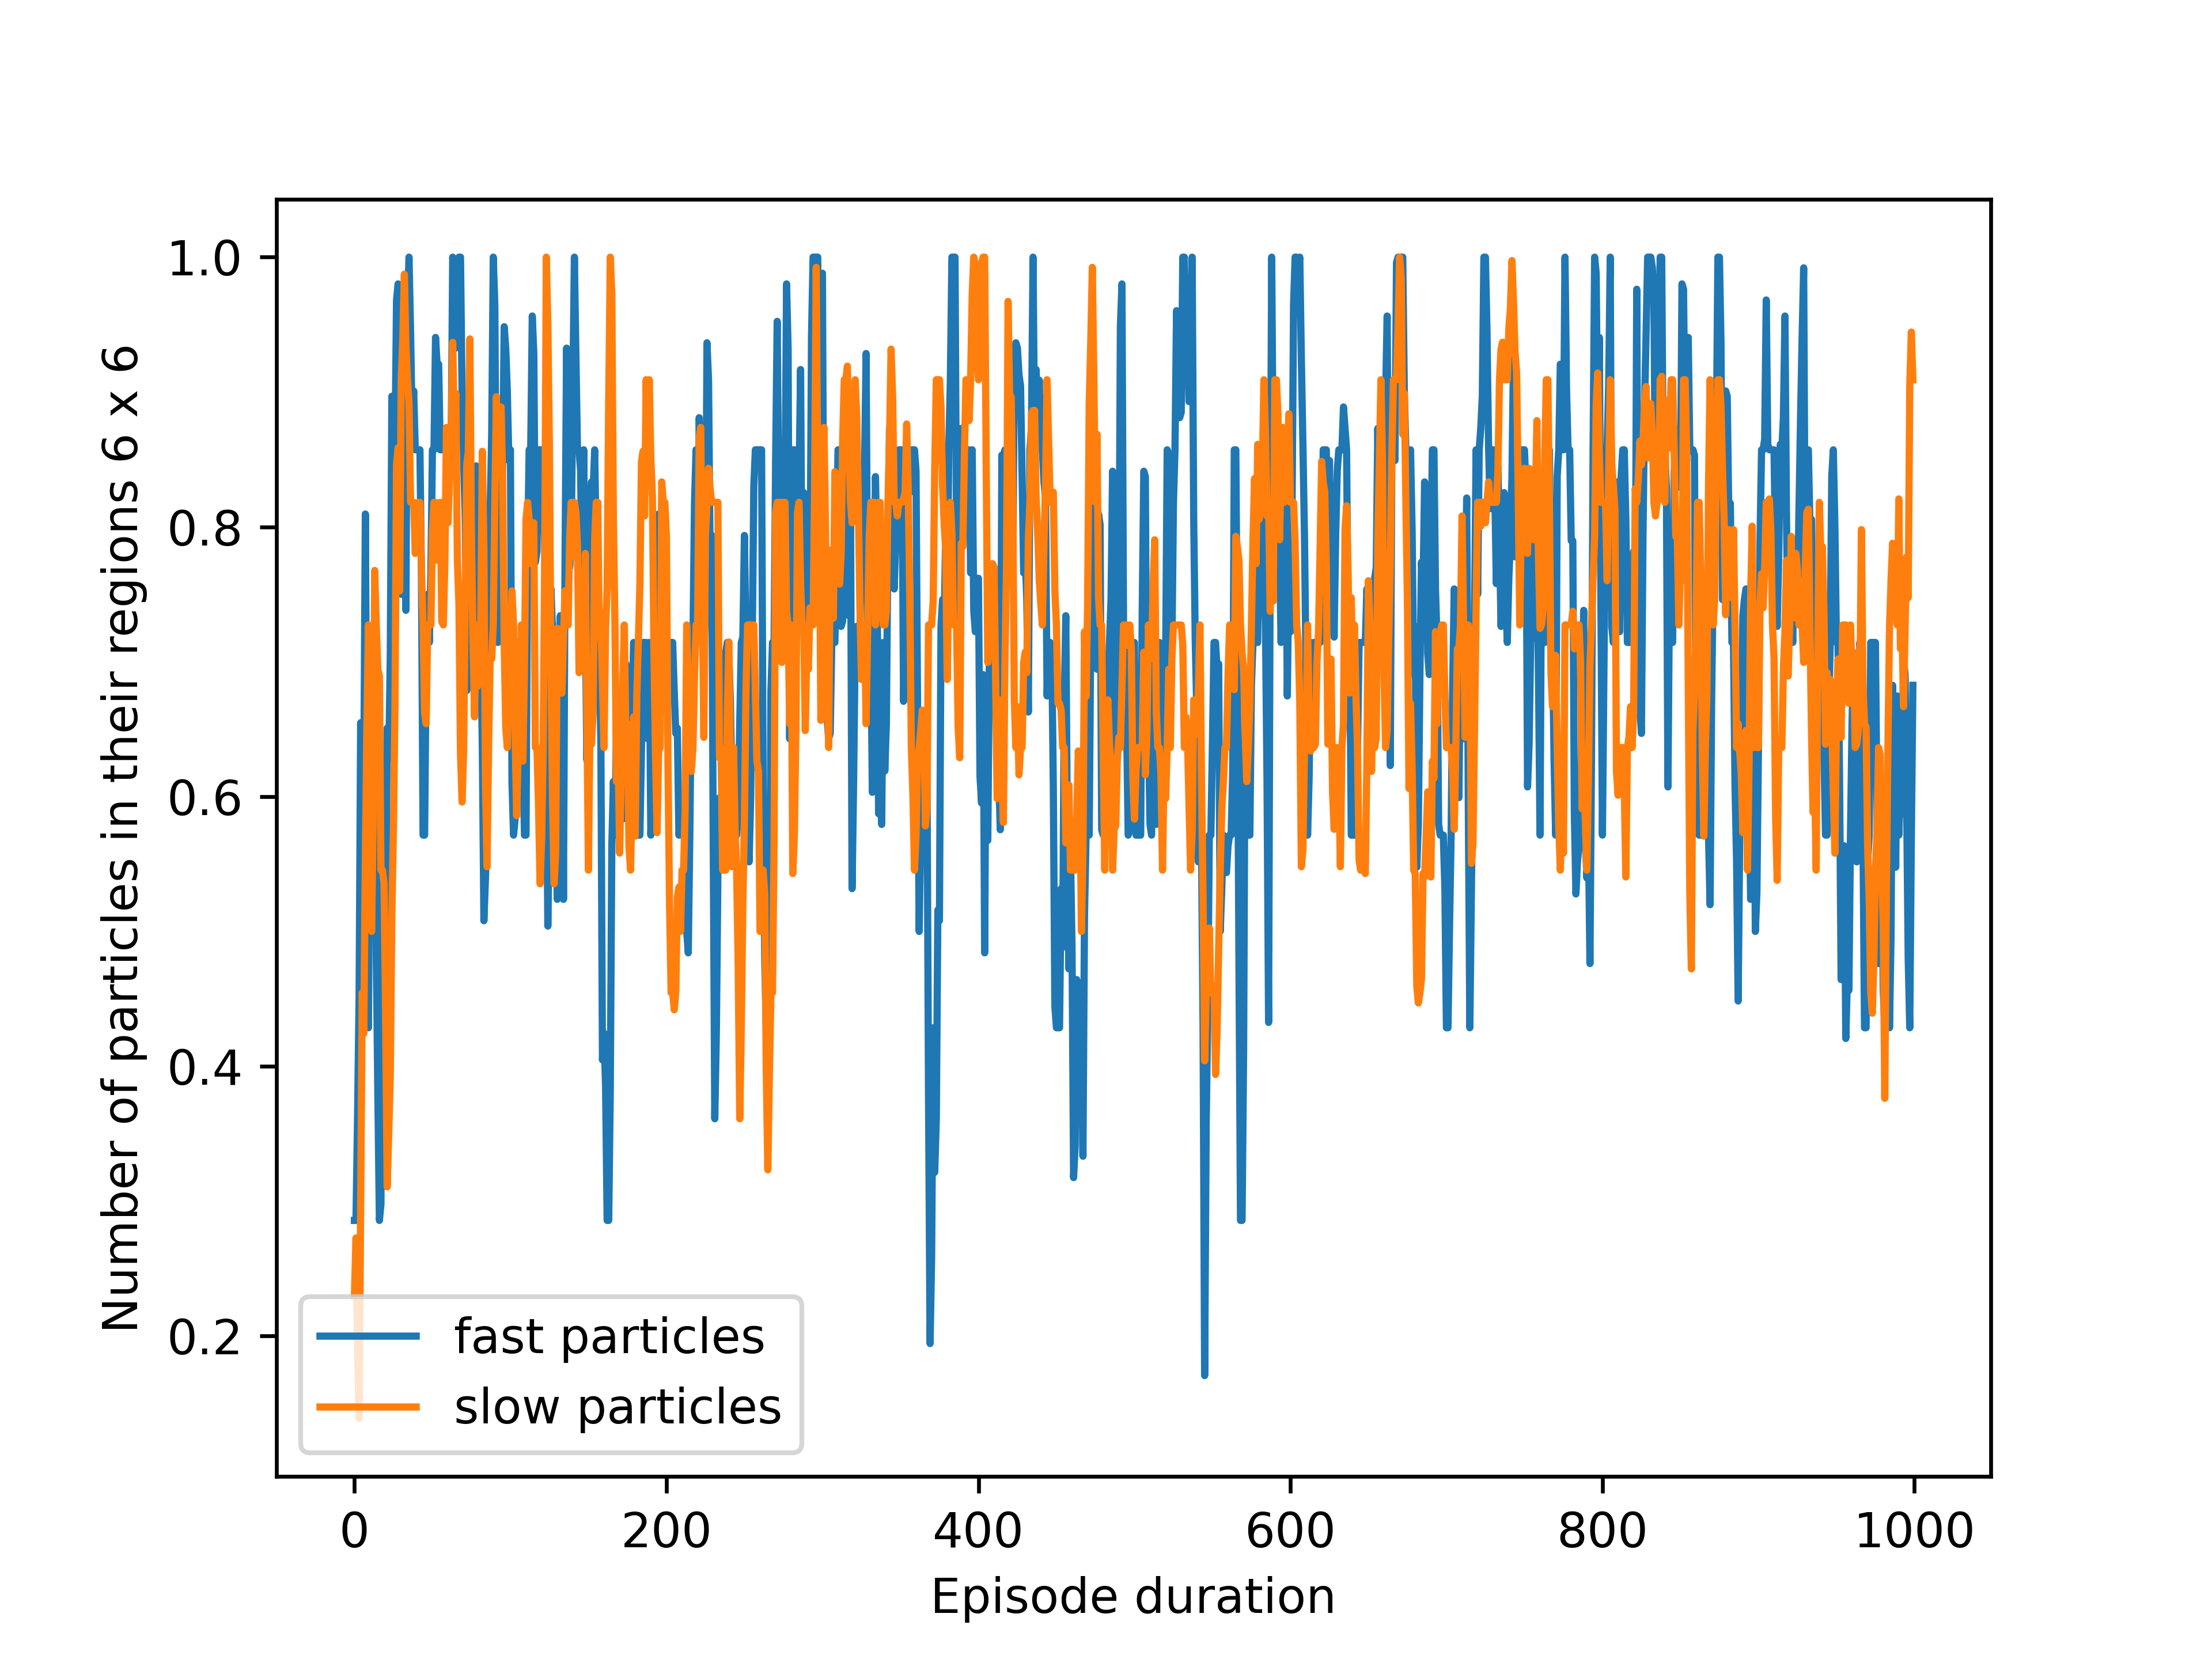 Number of particles in their regions 6 x 6
1.0
0.8
0.6
0.4
0.2
fast particles
slow particles
0 200 400 600 800 1000
Episode duration